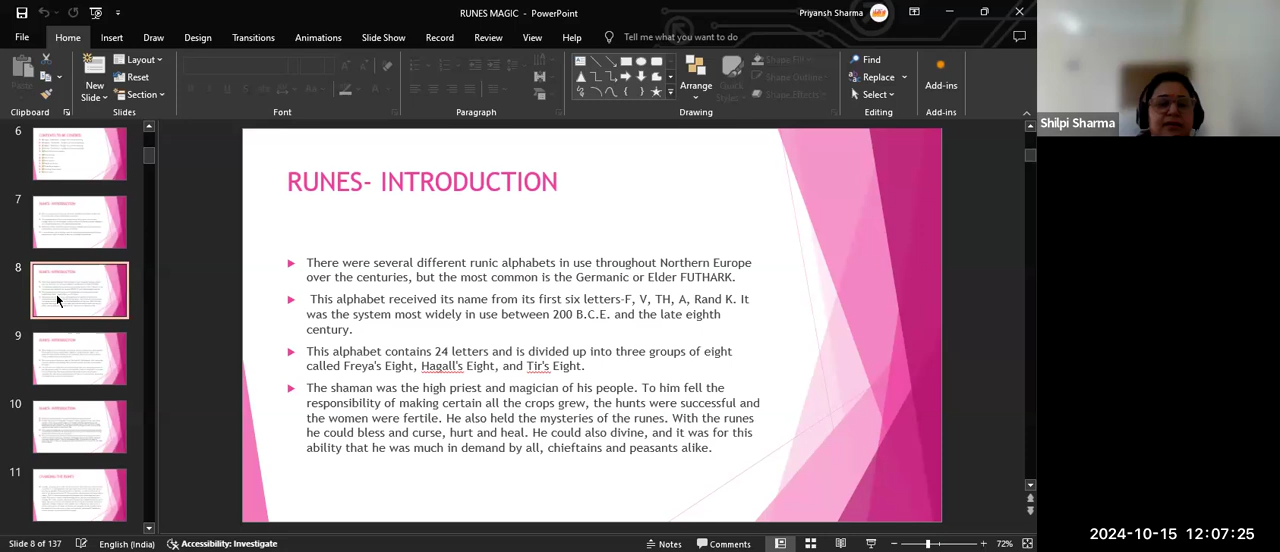 RUNES MAGIC - PowerPoint
Priyansh Sharma
File
Home
Insert
Draw
Design
Transitions
Animations
Slide Show
Record
Review
View
Help
Tell me what you want to do
Paste
New
Slide
Layout
Reset
Section
Shape Fill
Shape Outline
Shape Effects
Arrange
Quick
Styles
Find
Replace
Select
Add-ins
Clipboard
Slides
Font
Paragraph
Drawing
Editing
Add-ins
Shilpi Sharma
6
7
8
9
10
11
RUNES- INTRODUCTION
There were several different runic alphabets in use throughout Northern Europe
over the centuries, but the most common is the Germanic or Elder FUTHARK.
This alphabet received its name from its first six letters-F, V, TH, A, Rand K. It
was the system most widely in use between 200 B.C.E. and the late eighth
century.
This alphabet contains 24 letters and is divided up into three groups of eight
called Freya's Eight, Hagall's Eight, and Tir's Eight.
The shaman was the high priest and magician of his people. To him fell the
responsibility of making certain all the crops grew, the hunts were successful and
the women were fertile. He also held the mysteries of the runes. With the runes
he could bless and curse, hurt and heal. He could also divine, and it was for this
ability that he was much in demand by all, chieftains and peasants alike.
Slide 8 of 137
English (India)
Accessibility: Investigate
Notes
Comments
72%
2024-10-15 12:07:25